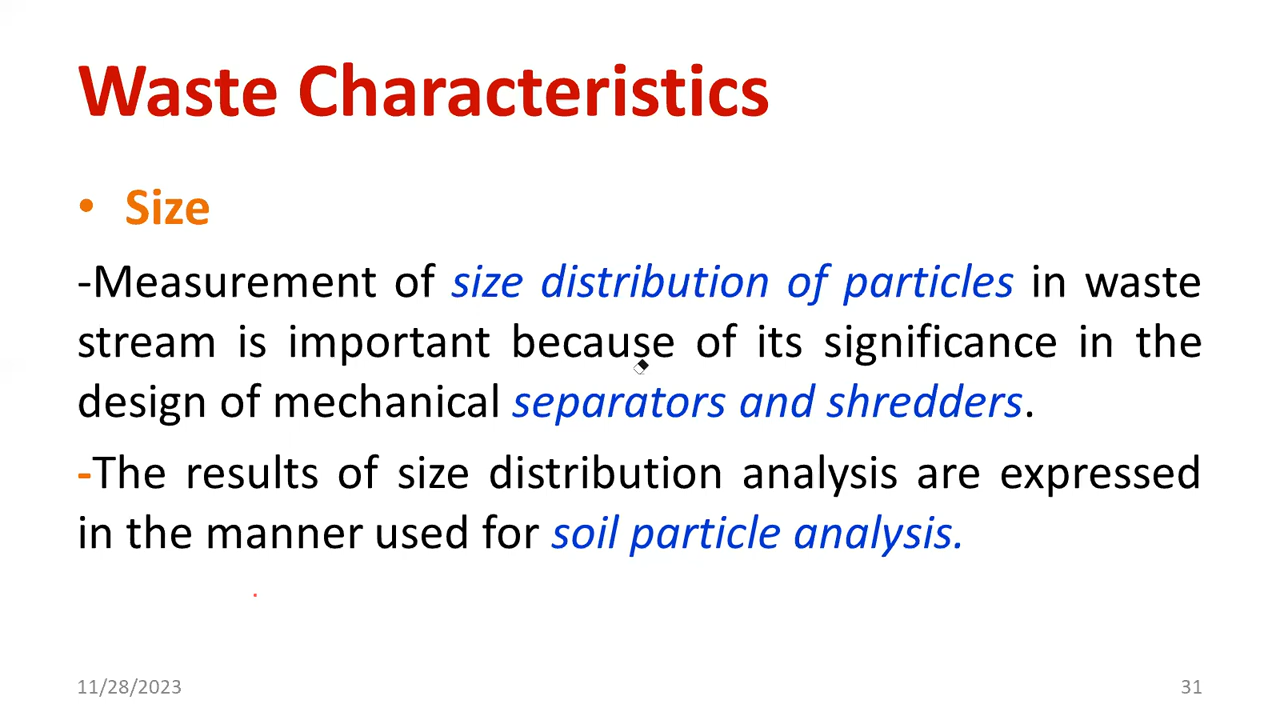 Waste Characteristics
• Size
-Measurement of size distribution of particles in waste
stream is important because of its significance in the
design of mechanical separators and shredders.
-The results of size distribution analysis are expressed
in the manner used for soil particle analysis.
11/28/2023
31